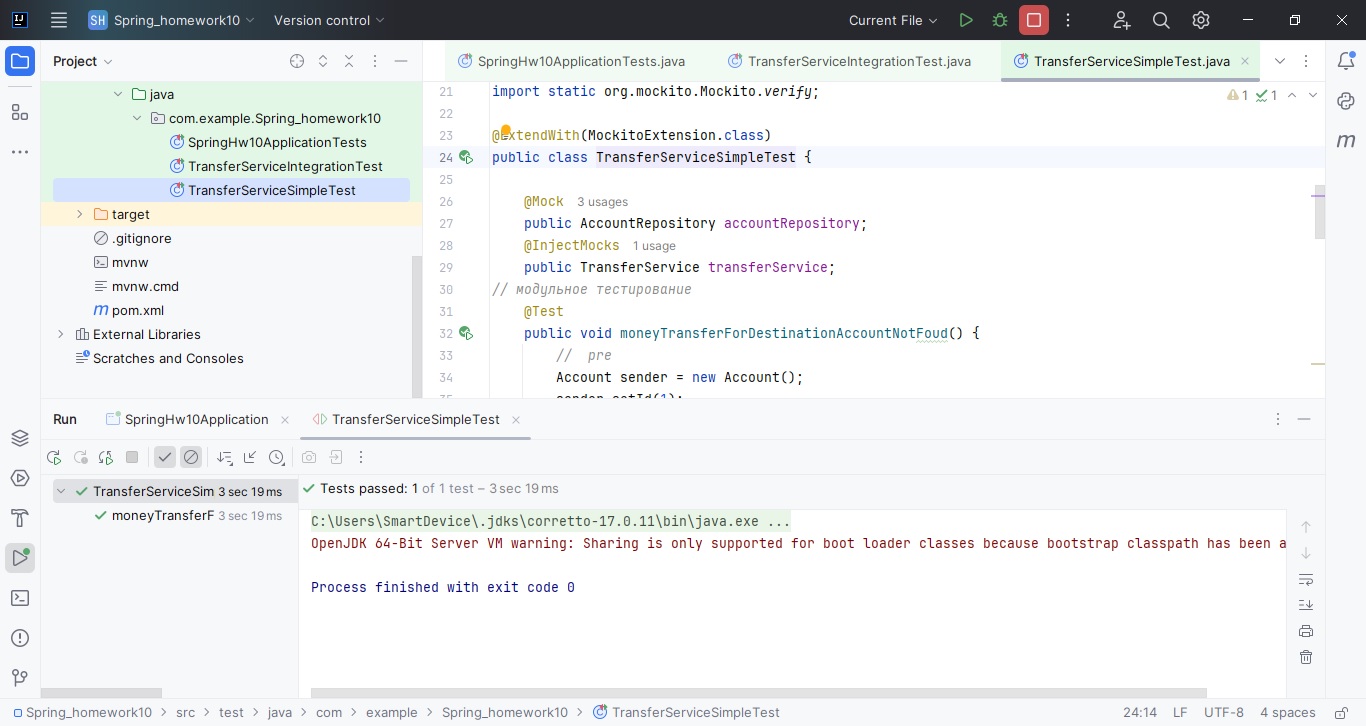 SH Spring_homework10 Version control Current File
Project
java
com.example.Spring_homework10
SpringHw10ApplicationTests
TransferServiceIntegrationTest
TransferServiceSimpleTest
target
.gitignore
mvnw
mvnw.cmd
pom.xml
External Libraries
Scratches and Consoles
SpringHw10ApplicationTests.java TransferServiceIntegrationTest.java TransferServiceSimpleTest.java
1 1
21 import static org.mockito.Mockito.verify;
22
23 @ExtendWith(MockitoExtension.class)
24 public class TransferServiceSimpleTest {
25
26 @Mock 3 usages
27 public AccountRepository accountRepository;
28 @InjectMocks 1 usage
29 public TransferService transferService;
30 // модульное тестирование
31 @Test
32 public void moneyTransferForDestinationAccountNotFoud() {
33 // pre
34 Account sender = new Account();
Run SpringHw10Application TransferServiceSimpleTest
TransferServiceSim 3 sec 19 ms
moneyTransferF 3 sec 19 ms
Tests passed: 1 of 1 test – 3 sec 19 ms
C:\Users\SmartDevice\.jdks\corretto-17.0.11\bin\java.exe ...
OpenJDK 64-Bit Server VM warning: Sharing is only supported for boot loader classes because bootstrap classpath has been a
Process finished with exit code 0
Spring_homework10 > src > test > java > com > example > Spring_homework10 > TransferServiceSimpleTest 24:14 LF UTF-8 4 spaces